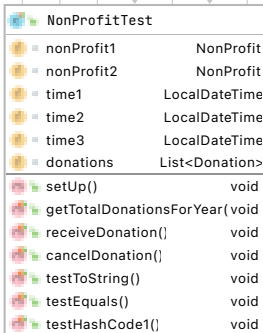 NonProfitTest
nonProfit1 NonProfit
nonProfit2 NonProfit
time1 LocalDateTime
time2 LocalDateTime
time3 LocalDateTime
donations List<Donation>
setUp() void
getTotalDonationsForYear( void
receiveDonation() void
cancelDonation() void
testToString() void
testEquals() void
testHashCode1() void